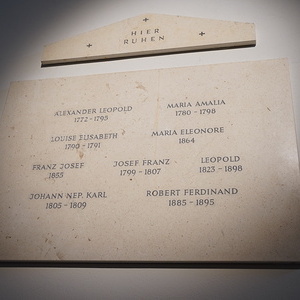 HIER
RUHEN
ALEXANDER LEOPOLD
1772 - 1795
MARIA AMALIA
1780 - 1798
LOUISE ELISABETH
1790 - 1791
MARIA ELEONORE
1864
FRANZ JOSEF
1855
JOSEF FRANZ
1799 - 1807
LEOPOLD
1823 - 1898
JOHANN NEP. KARL
1805 - 1809
ROBERT FERDINAND
1885 - 1895